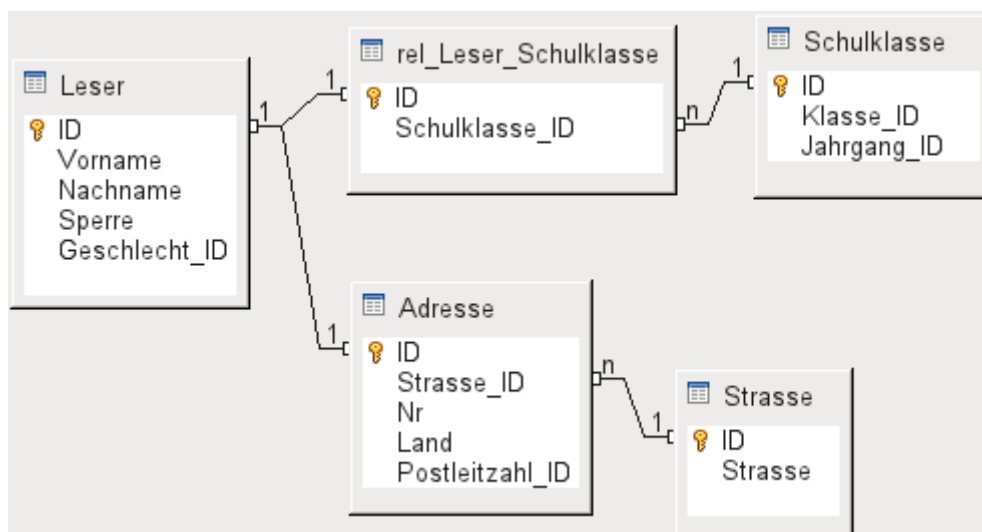 Leser
ID
Vorname
Nachname
Sperre
Geschlecht_ID
1
1
rel_Leser_Schulklasse
ID
Schulklasse_ID
n
1
Schulklasse
ID
Klasse_ID
Jahrgang_ID
1
Adresse
ID
Strasse_ID
Nr
Land
Postleitzahl_ID
n
1
Strasse
ID
Strasse